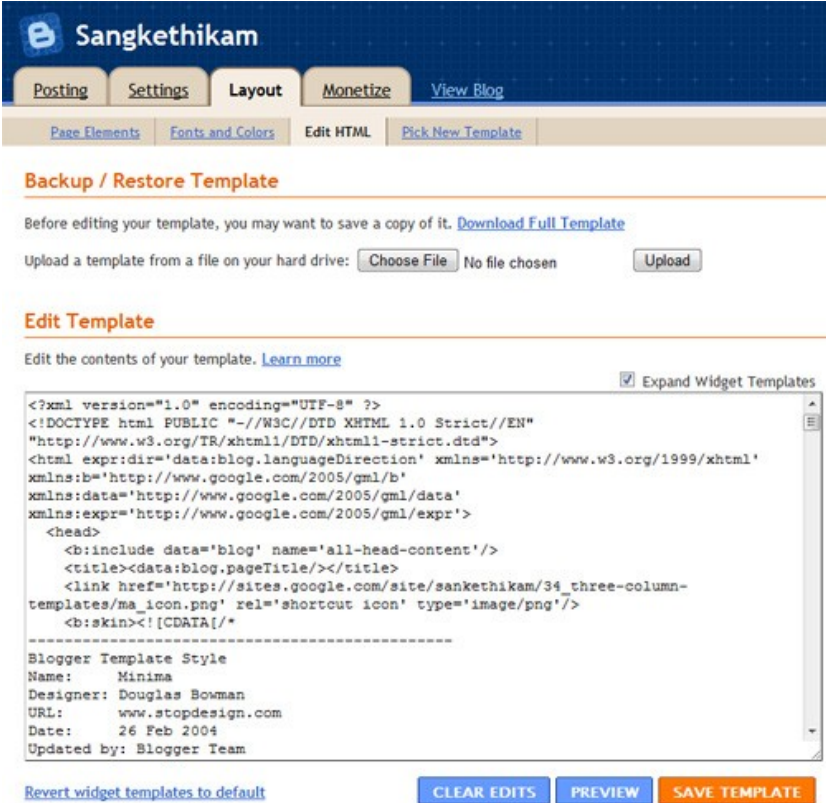 Sangkethikam
Posting Settings Layout Monetize View Blog
Page Elements Fonts and Colors Edit HTML Pick New Template
Backup / Restore Template
Before editing your template, you may want to save a copy of it. Download Full Template
Upload a template from a file on your hard drive: Choose File No file chosen Upload
Edit Template
Edit the contents of your template. Learn more
Expand Widget Templates
<?xml version="1.0" encoding="UTF-8" ?>
<!DOCTYPE html PUBLIC "-//W3C//DTD XHTML 1.0 Strict//EN"
"http://www.w3.org/TR/xhtml1/DTD/xhtml1-strict.dtd">
<html expr:dir='data:blog.languageDirection' xmlns='http://www.w3.org/1999/xhtml'
xmlns:b='http://www.google.com/2005/gml/b'
xmlns:data='http://www.google.com/2005/gml/data'
xmlns:expr='http://www.google.com/2005/gml/expr'>
<head>
<b:include data='blog' name='all-head-content'/>
<title><data:blog.pageTitle/></title>
<link href='http://sites.google.com/site/sankethikam/34_three-column-
templates/ma_icon.png' rel='shortcut icon' type='image/png'/>
<b:skin><![CDATA[/*
-----------------------------------------------
Blogger Template Style
Name: Minima
Designer: Douglas Bowman
URL: www.stopdesign.com
Date: 26 Feb 2004
Updated by: Blogger Team
Revert widget templates to default CLEAR EDITS PREVIEW SAVE TEMPLATE